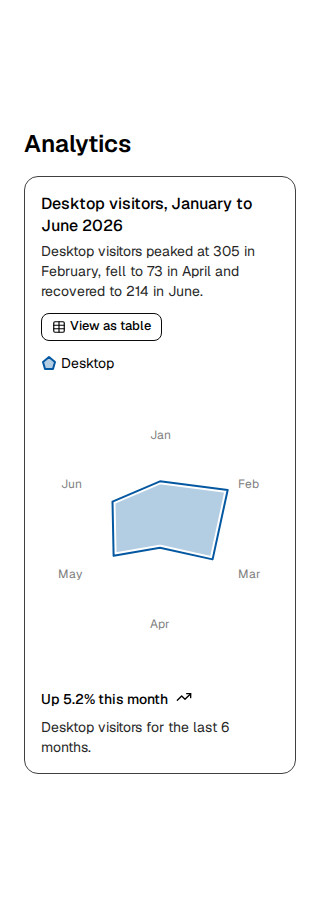 Analytics
Desktop visitors, January to
June 2026
Desktop visitors peaked at 305 in
February, fell to 73 in April and
recovered to 214 in June.
View as table
Desktop
Jan
Jun
Feb
May
Mar
Apr
Up 5.2% this month
Desktop visitors for the last 6
months.